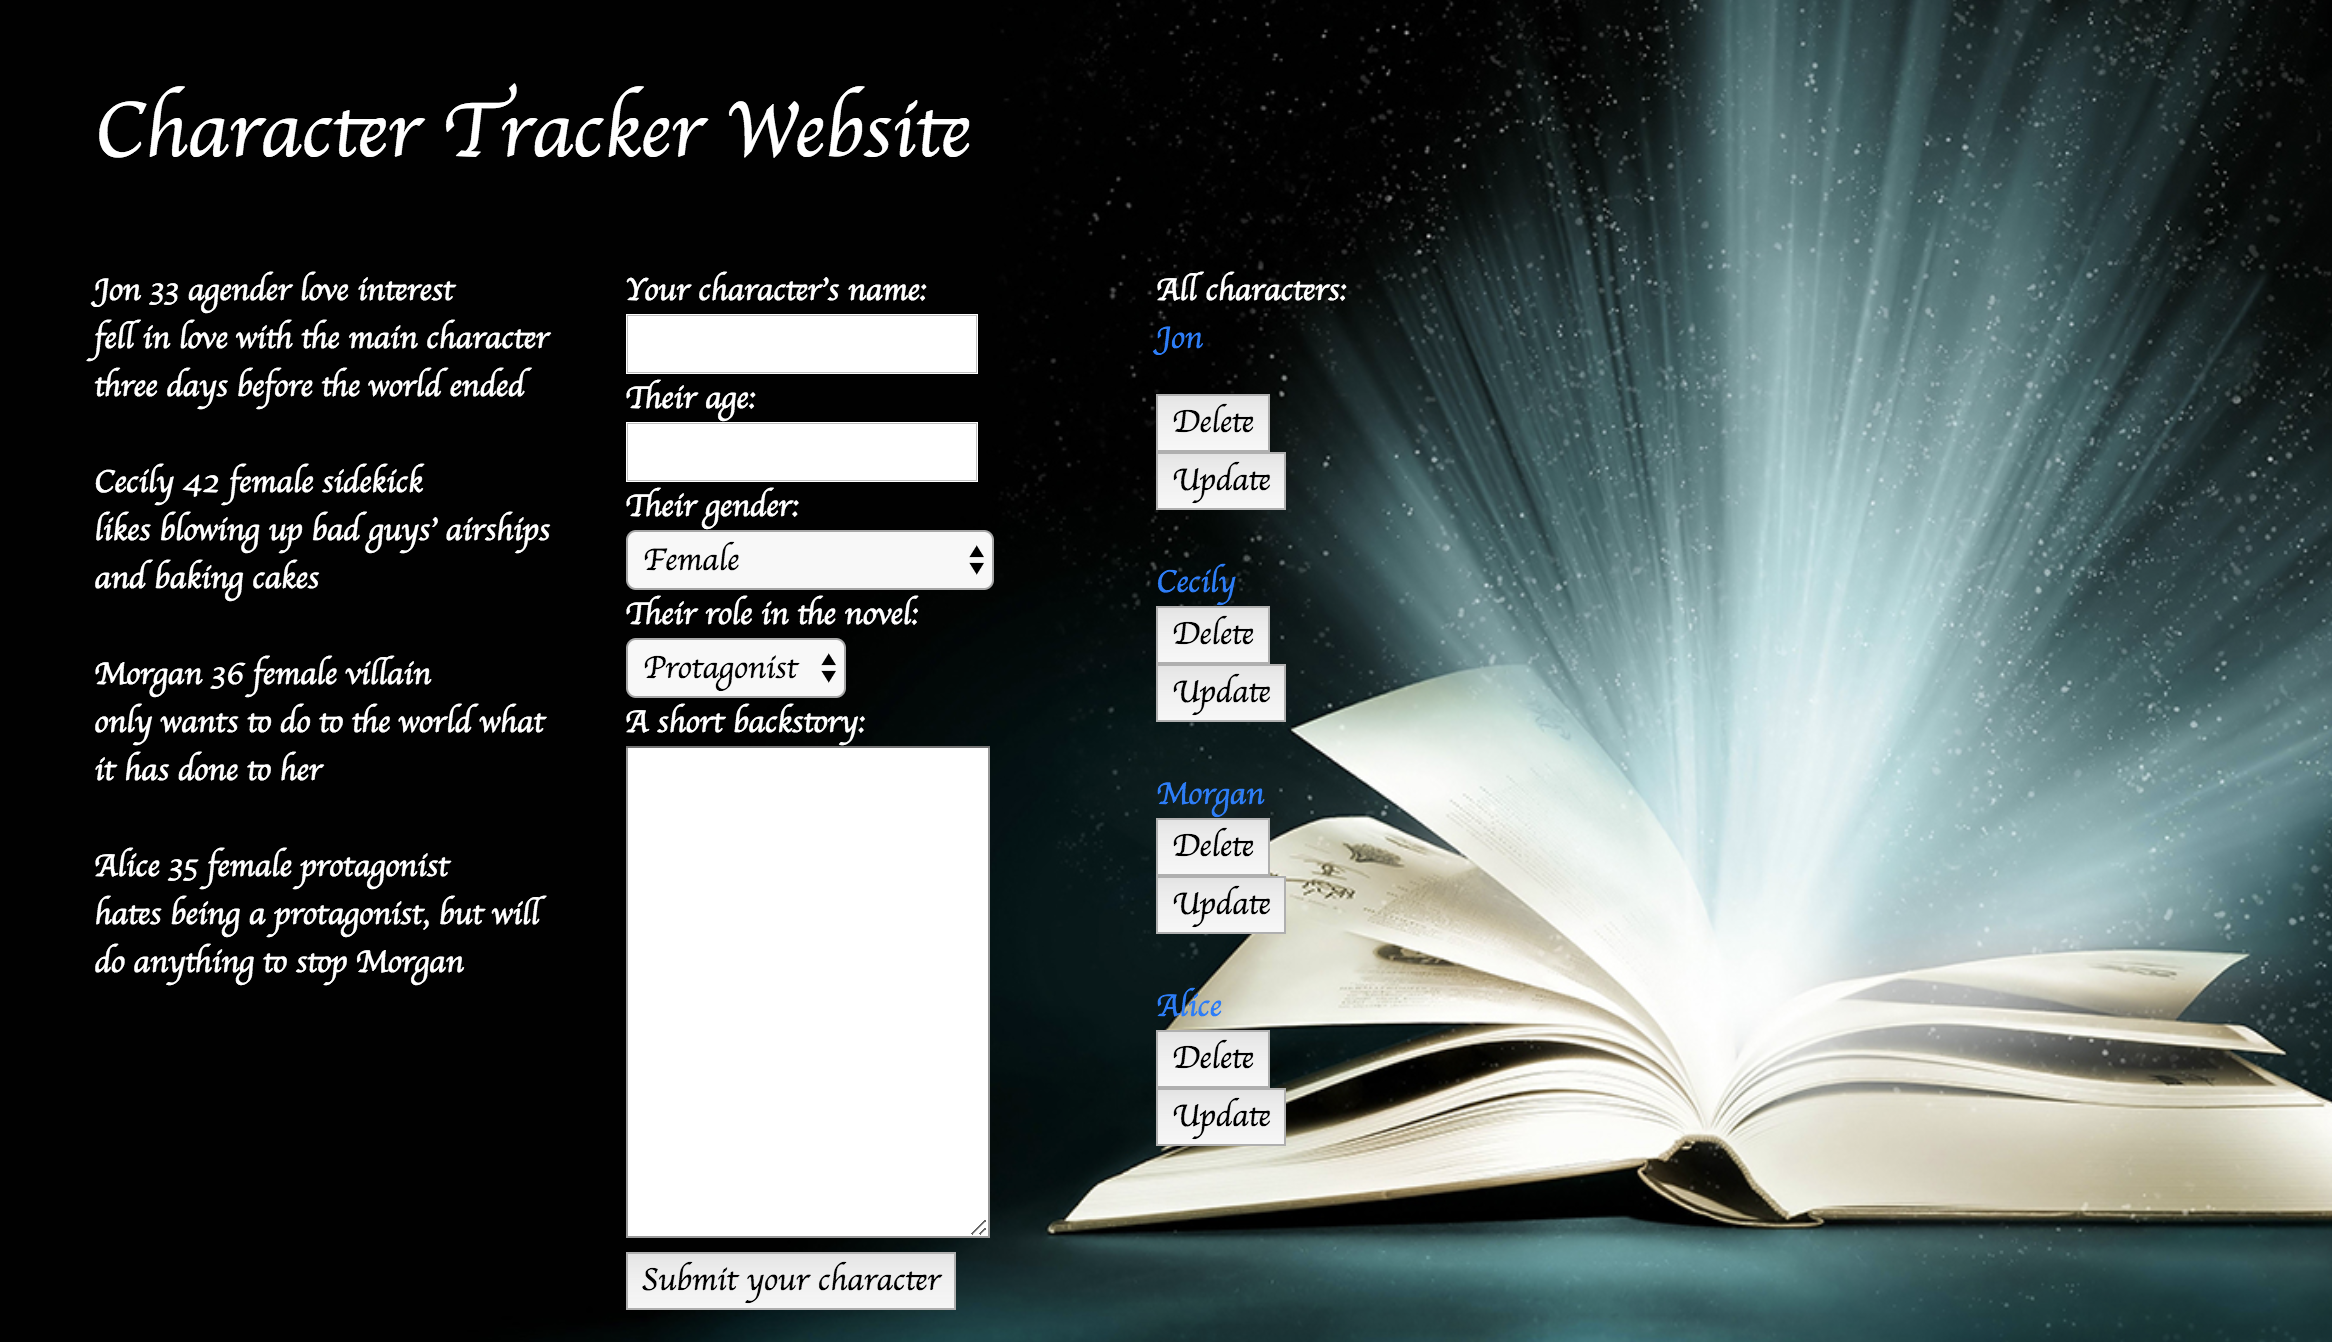 Character Tracker Website
Jon 33 agender love interest
fell in love with the main character
three days before the world ended
Cecily 42 female sidekick
likes blowing up bad guys' airships
and baking cakes
Morgan 36 female villain
only wants to do to the world what
it has done to her
Alice 35 female protagonist
hates being a protagonist, but will
do anything to stop Morgan
Your character's name:
Their age:
Their gender:
Female
Their role in the novel:
Protagonist
A short backstory:
Submit your character
All characters:
Jon
Delete
Update
Cecily
Delete
Update
Morgan
Delete
Update
Alice
Delete
Update